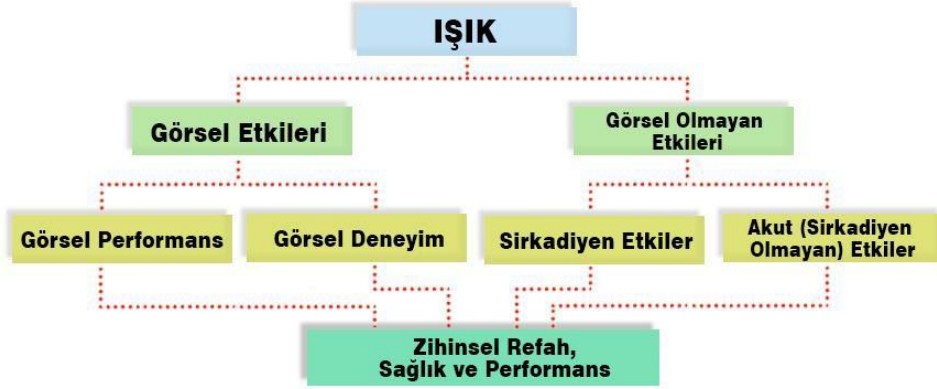 IŞIK
Görsel Etkileri
Görsel Olmayan
Etkileri
Görsel Performans
Görsel Deneyim
Sirkadiyen Etkiler
Akut (Sirkadiyen
Olmayan) Etkiler
Zihinsel Refah,
Sağlık ve Performans